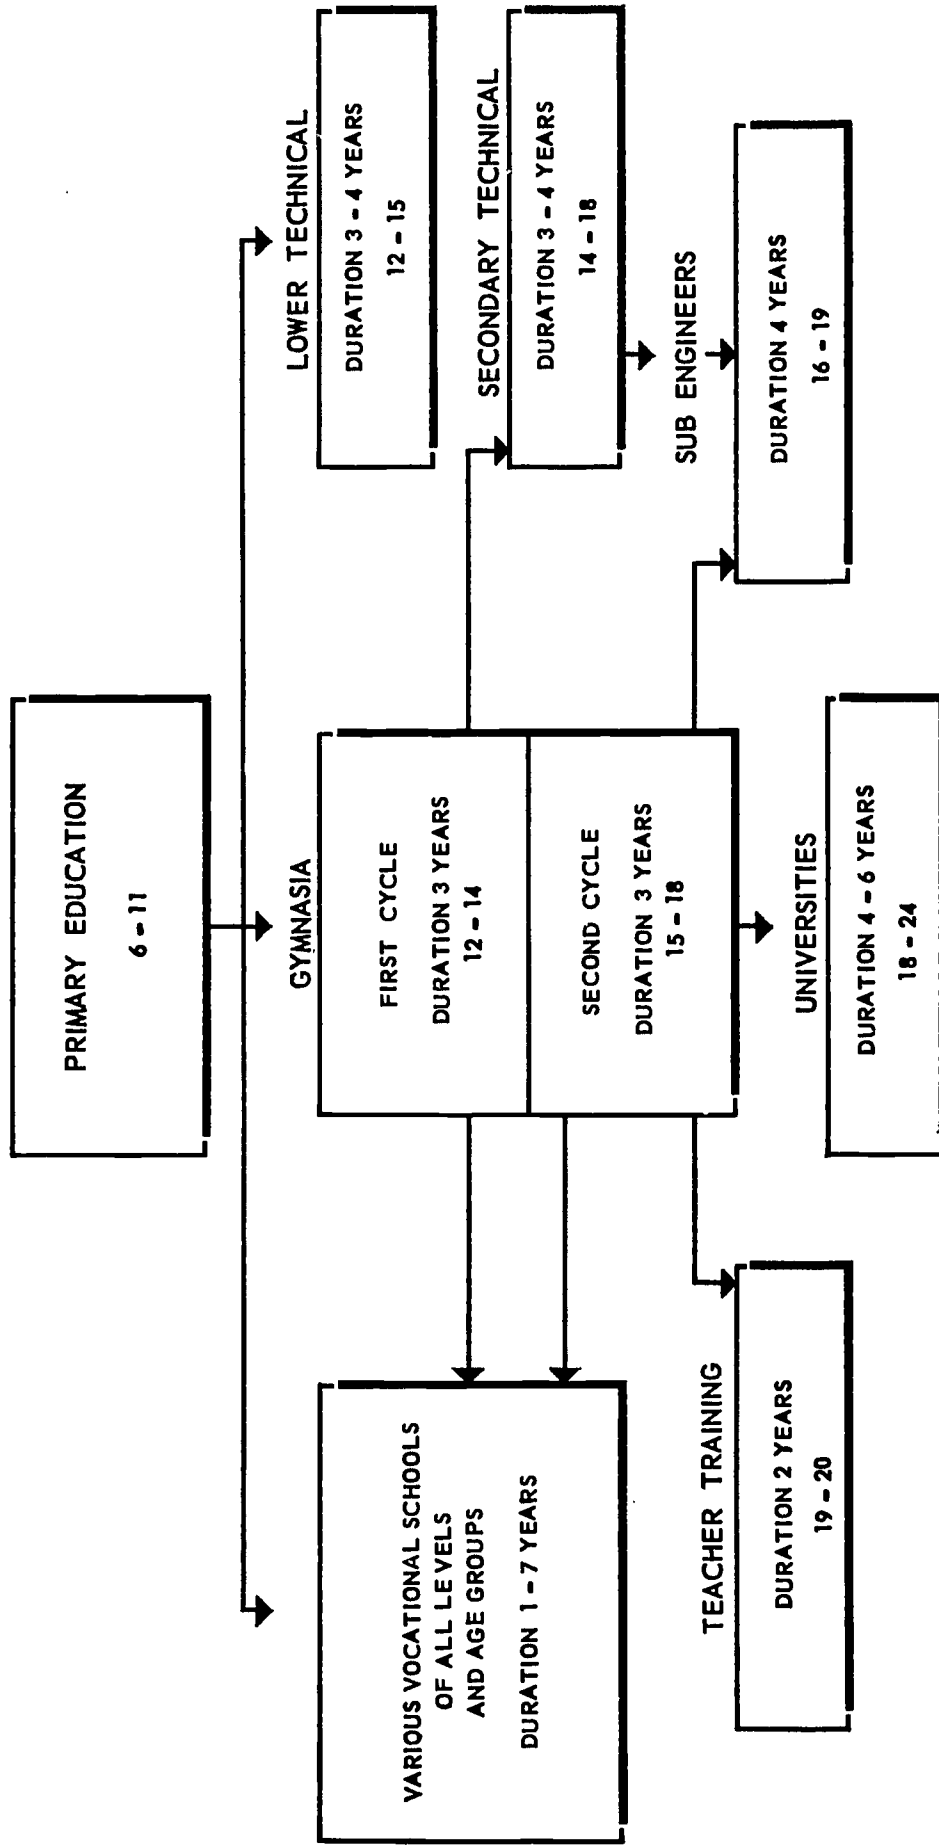 PRIMARY EDUCATION
6 – 11
LOWER TECHNICAL
DURATION 3 – 4 YEARS
12 – 15
GYMNASIA
FIRST CYCLE
DURATION 3 YEARS
12 – 14
SECOND CYCLE
DURATION 3 YEARS
15 – 18
VARIOUS VOCATIONAL SCHOOLS
OF ALL LEVELS
AND AGE GROUPS
DURATION 1 – 7 YEARS
SECONDARY TECHNICAL
DURATION 3 – 4 YEARS
14 – 18
SUB ENGINEERS
DURATION 4 YEARS
16 – 19
TEACHER TRAINING
DURATION 2 YEARS
19 – 20
UNIVERSITIES
DURATION 4 – 6 YEARS
18 – 24